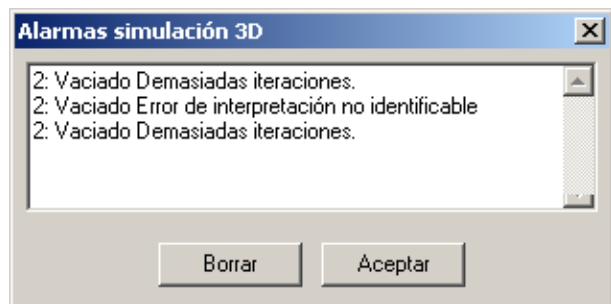 Alarmas simulación 3D
2: Vaciado Demasiadas iteraciones.
2: Vaciado Error de interpretación no identificable
2: Vaciado Demasiadas iteraciones.
Borrar
Aceptar